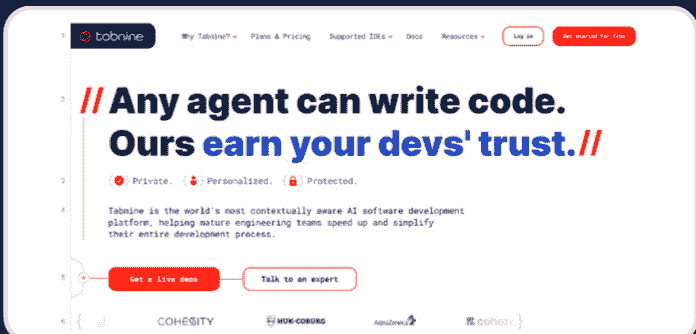 1
tabnine
Why Tabnine?
Plans & Pricing
Supported IDEs
Docs
Resources
Log in
Get started for free
2
// Any agent can write code.
Ours earn your devs' trust.//
3
Private.
Personalized.
Protected.
4
Tabnine is the world's most contextually aware AI software development
platform, helping mature engineering teams speed up and simplify
their entire development process.
5
Get a live demo
Talk to an expert
6
{
COHESITY
HUK-COBURG
AstraZeneca
cohere
}